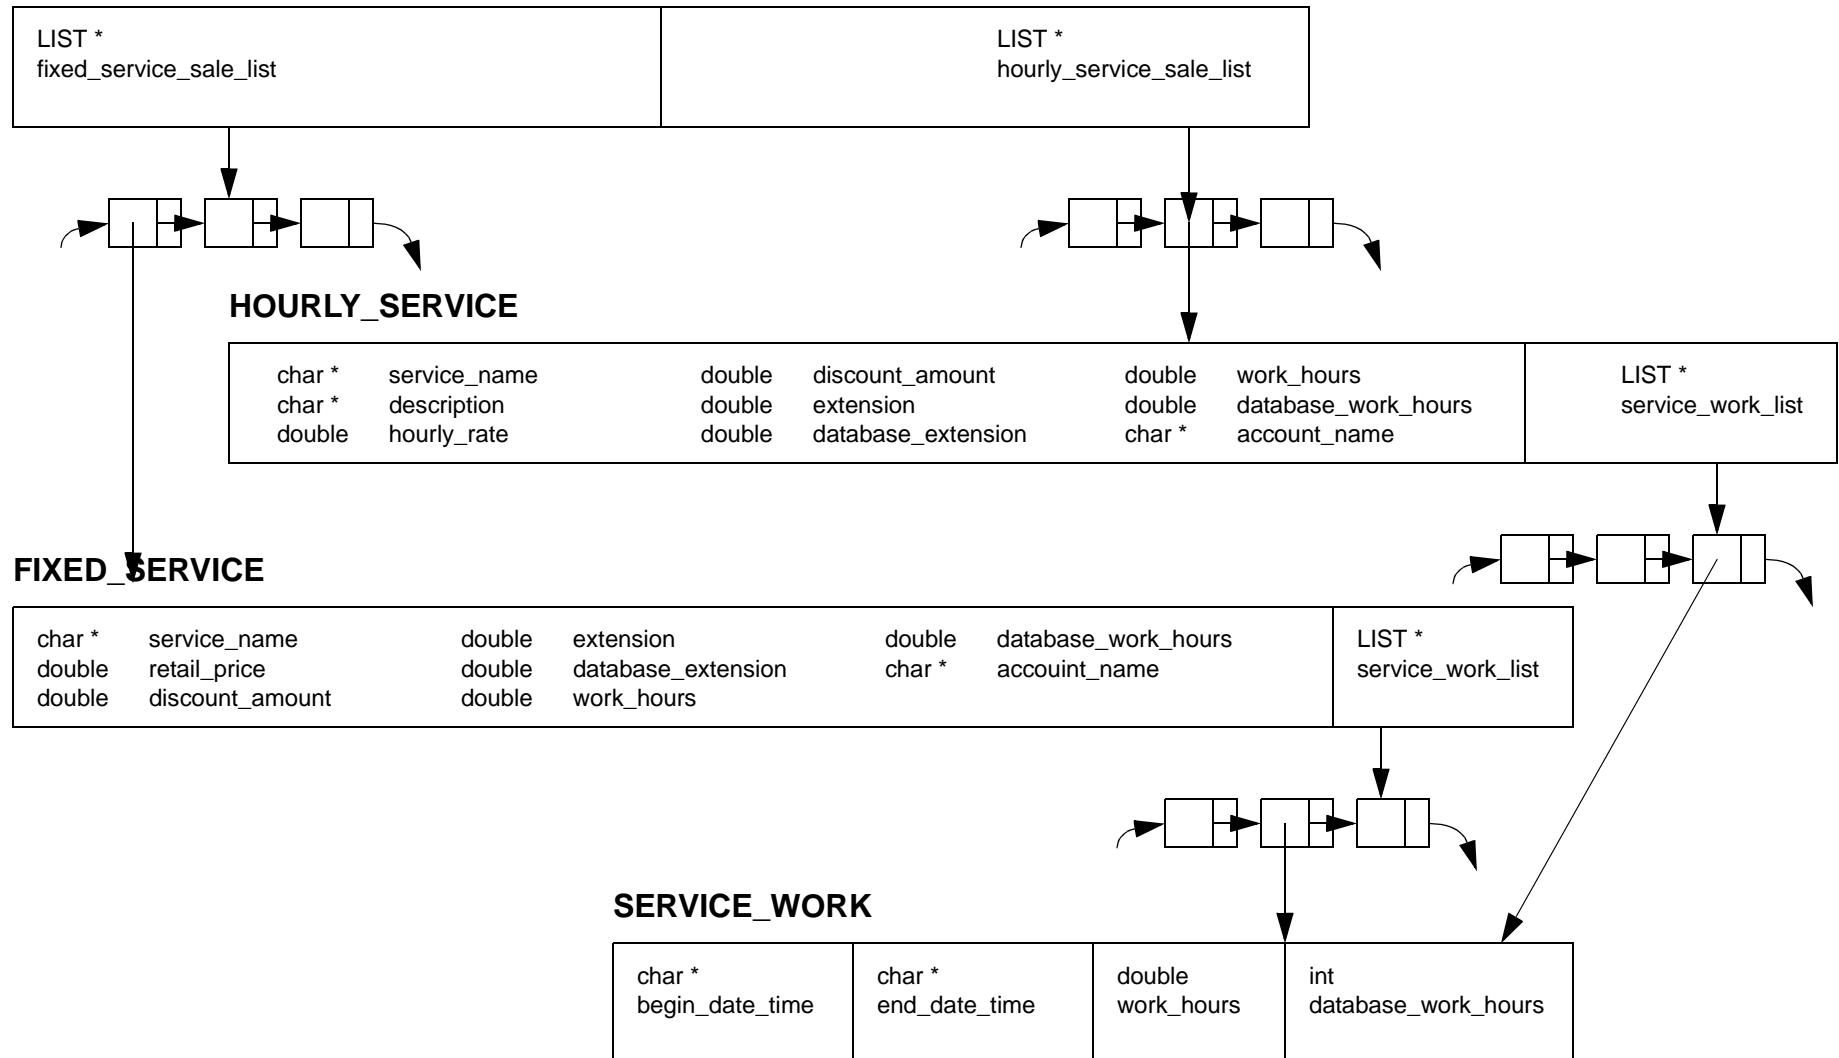 LIST *
fixed_service_sale_list
LIST *
hourly_service_sale_list
HOURLY_SERVICE
char * service_name double discount_amount double work_hours
char * description double extension double database_work_hours
double hourly_rate double database_extension char * account_name
LIST *
service_work_list
FIXED_SERVICE
char * service_name double extension double database_work_hours
double retail_price double database_extension char * accouint_name
double discount_amount double work_hours
LIST *
service_work_list
SERVICE_WORK
char *
begin_date_time
char *
end_date_time
double
work_hours
int
database_work_hours